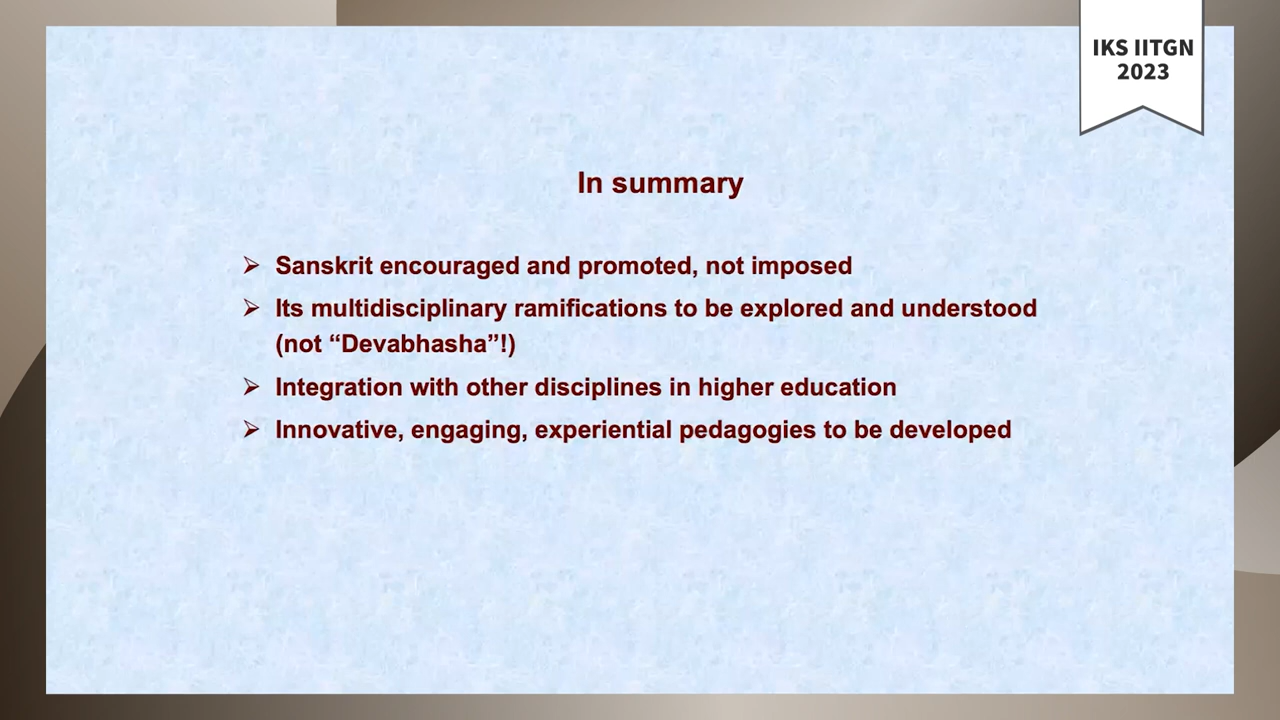 IKS IITGN
2023
In summary
➢ Sanskrit encouraged and promoted, not imposed
➢ Its multidisciplinary ramifications to be explored and understood
(not “Devabhasha”!)
➢ Integration with other disciplines in higher education
➢ Innovative, engaging, experiential pedagogies to be developed